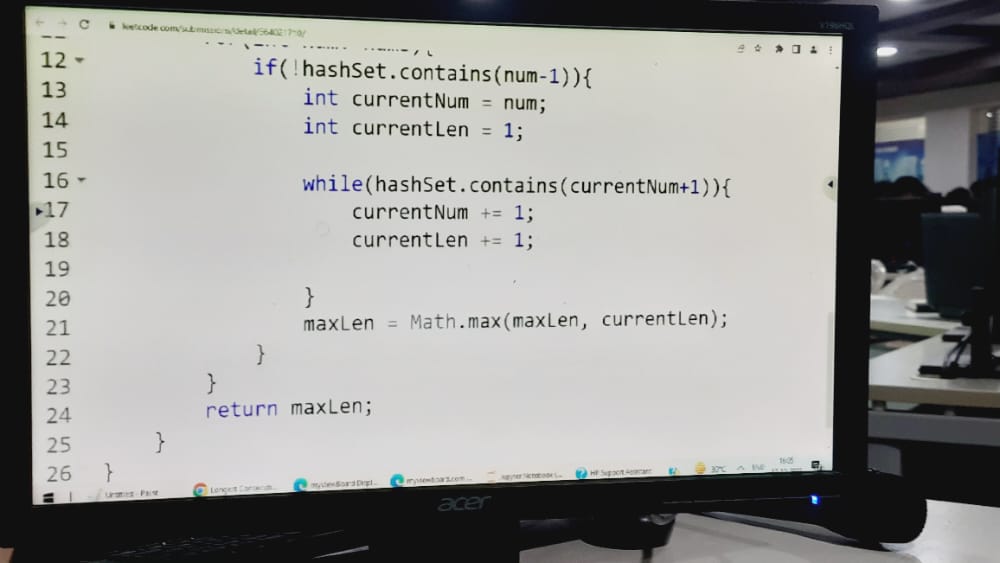 leetcode.com/submissions/detail/964021719/
12
if(!hashSet.contains(num-1)){
13 int currentNum = num;
14 int currentLen = 1;
15
16 while(hashSet.contains(currentNum+1)){
17 currentNum += 1;
18 currentLen += 1;
19
20 }
21 maxLen = Math.max(maxLen, currentLen);
22 }
23 }
24 return maxLen;
25 }
26 }
Untitled - Paint Longest Consecuti... myViewBoard Displ... myviewboard.com... Jupyter Notebook (... HP Support Assistant 30°C ENG 16:05
acer